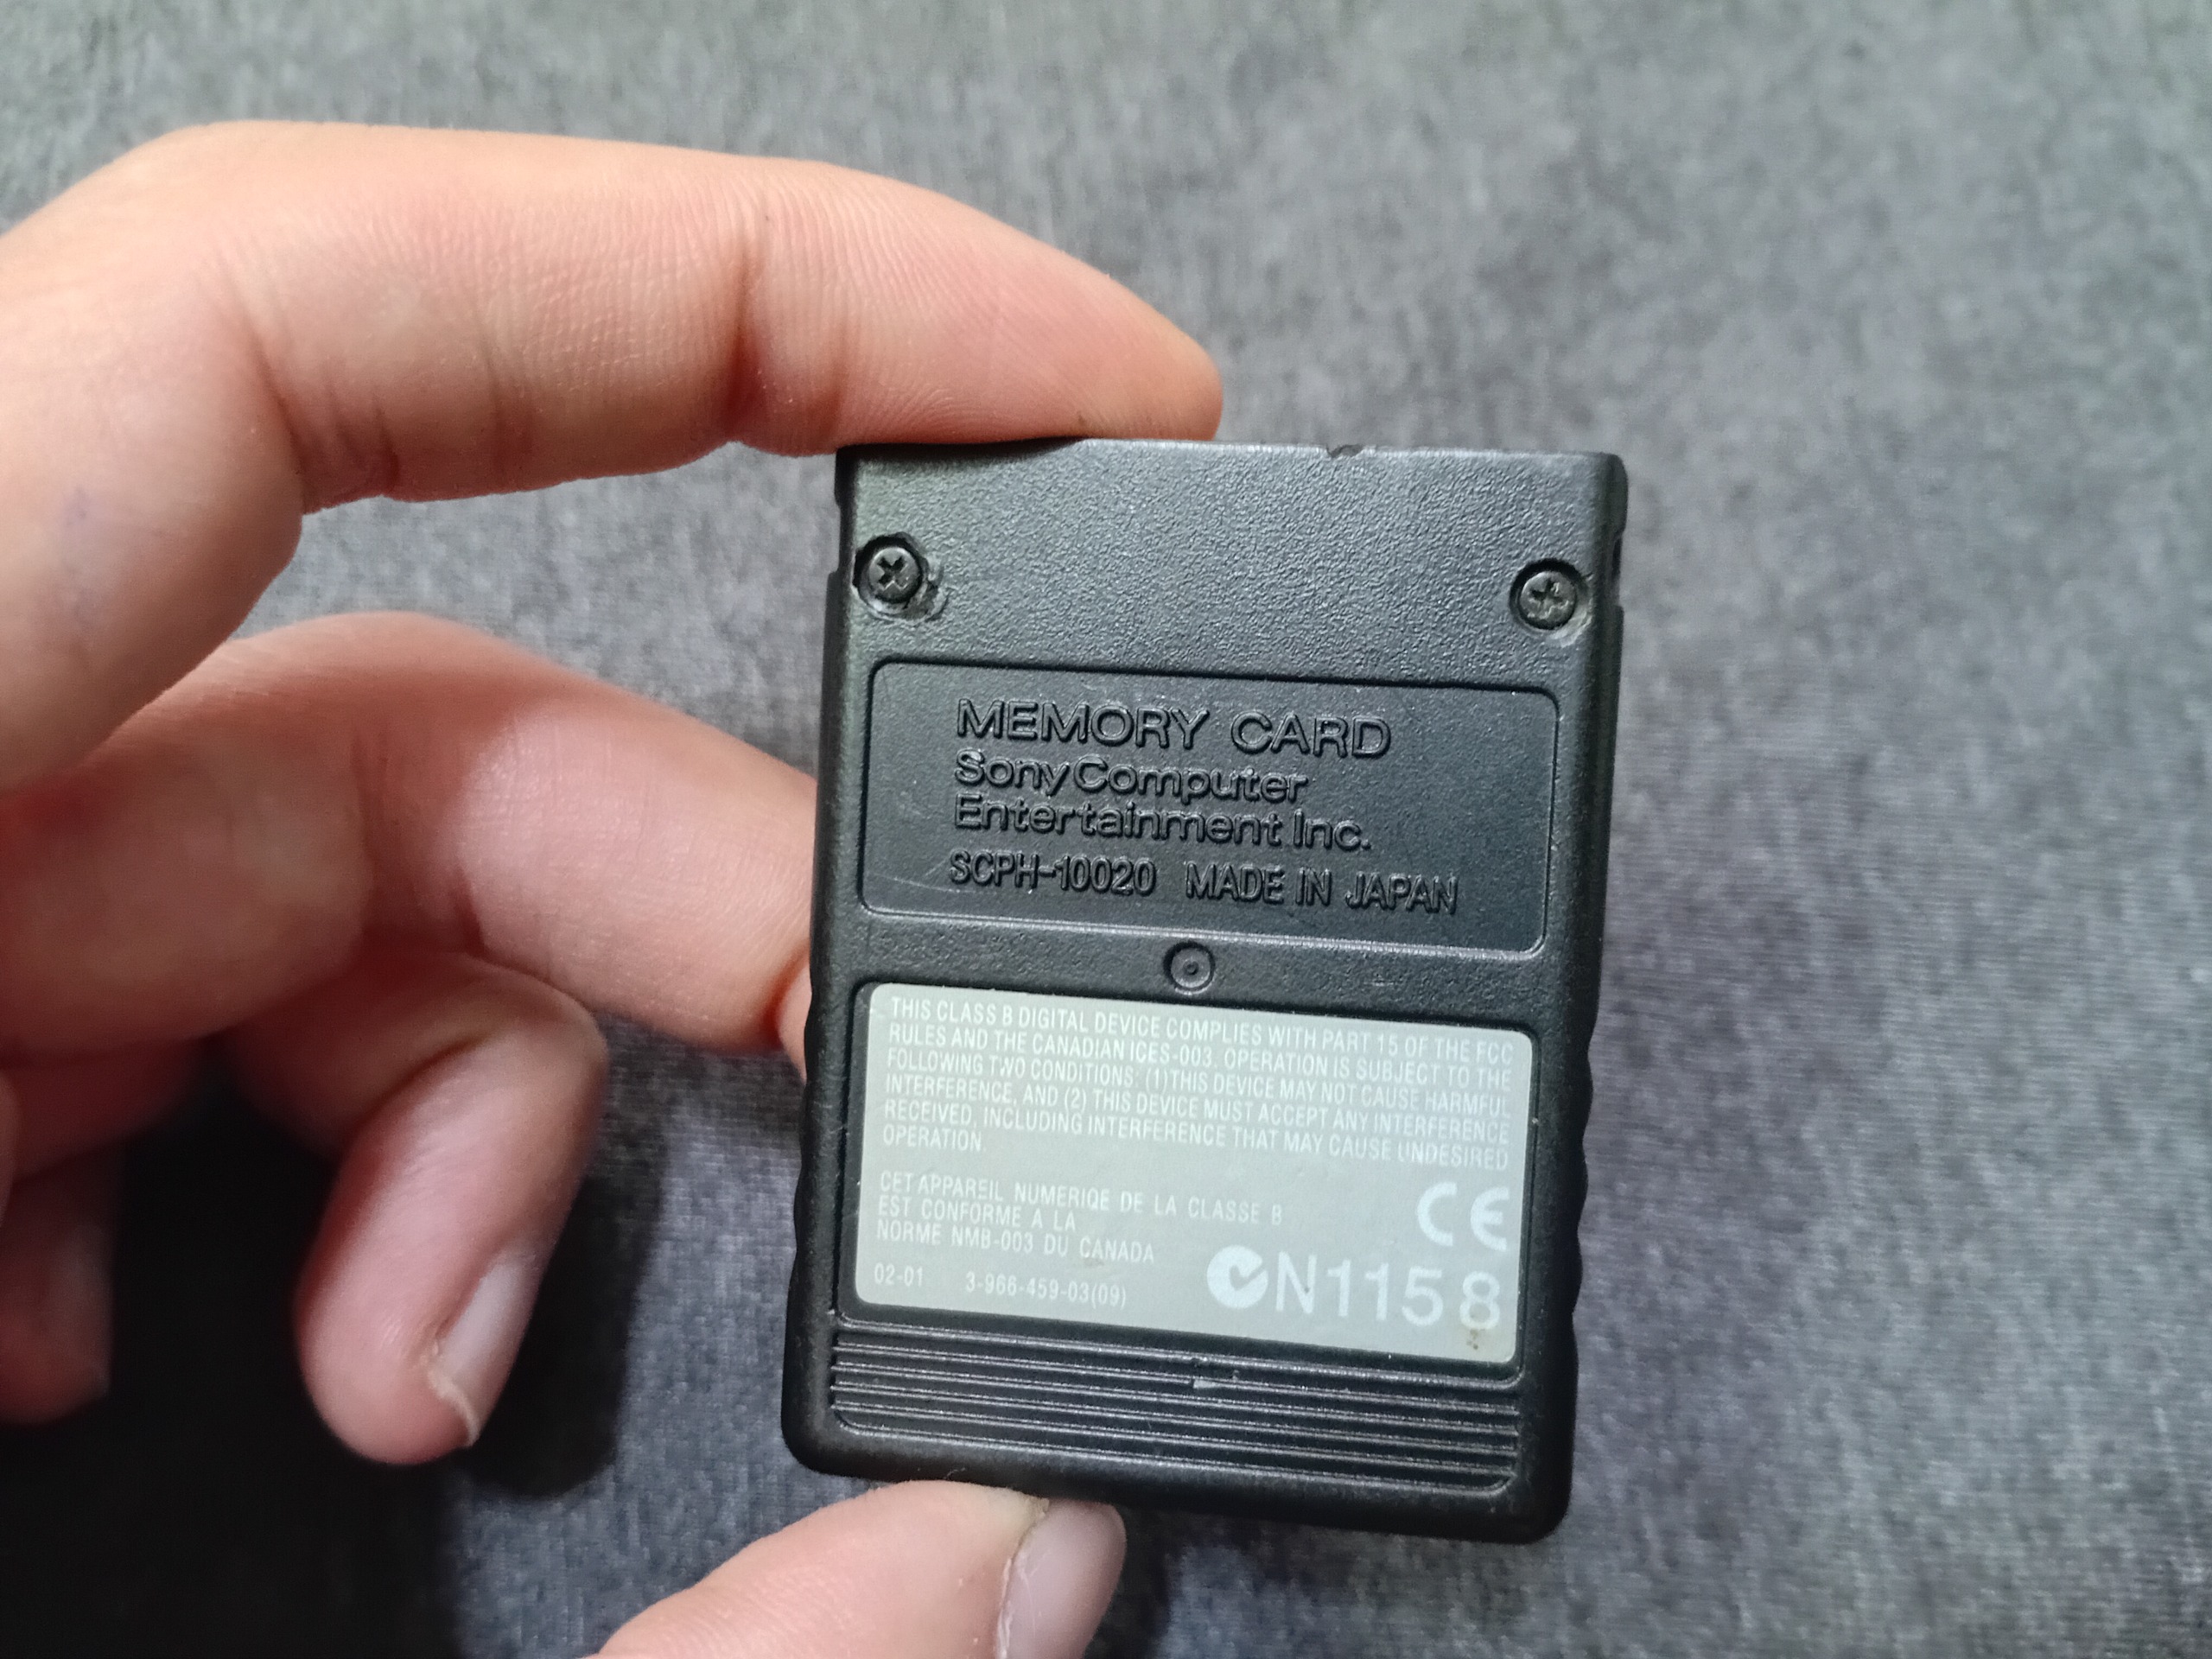 MEMORY CARD
Sony Computer
Entertainment Inc.
SCPH-10020 MADE IN JAPAN
THIS CLASS B DIGITAL DEVICE COMPLIES WITH PART 15 OF THE FCC
RULES AND THE CANADIAN ICES-003. OPERATION IS SUBJECT TO THE
FOLLOWING TWO CONDITIONS: (1)THIS DEVICE MAY NOT CAUSE HARMFUL
INTERFERENCE, AND (2) THIS DEVICE MUST ACCEPT ANY INTERFERENCE
RECEIVED, INCLUDING INTERFERENCE THAT MAY CAUSE UNDESIRED
OPERATION.
CET APPAREIL NUMERIQE DE LA CLASSE B
EST CONFORME A LA
NORME NMB-003 DU CANADA
CE
02-01 3-966-459-03(09)
N1158